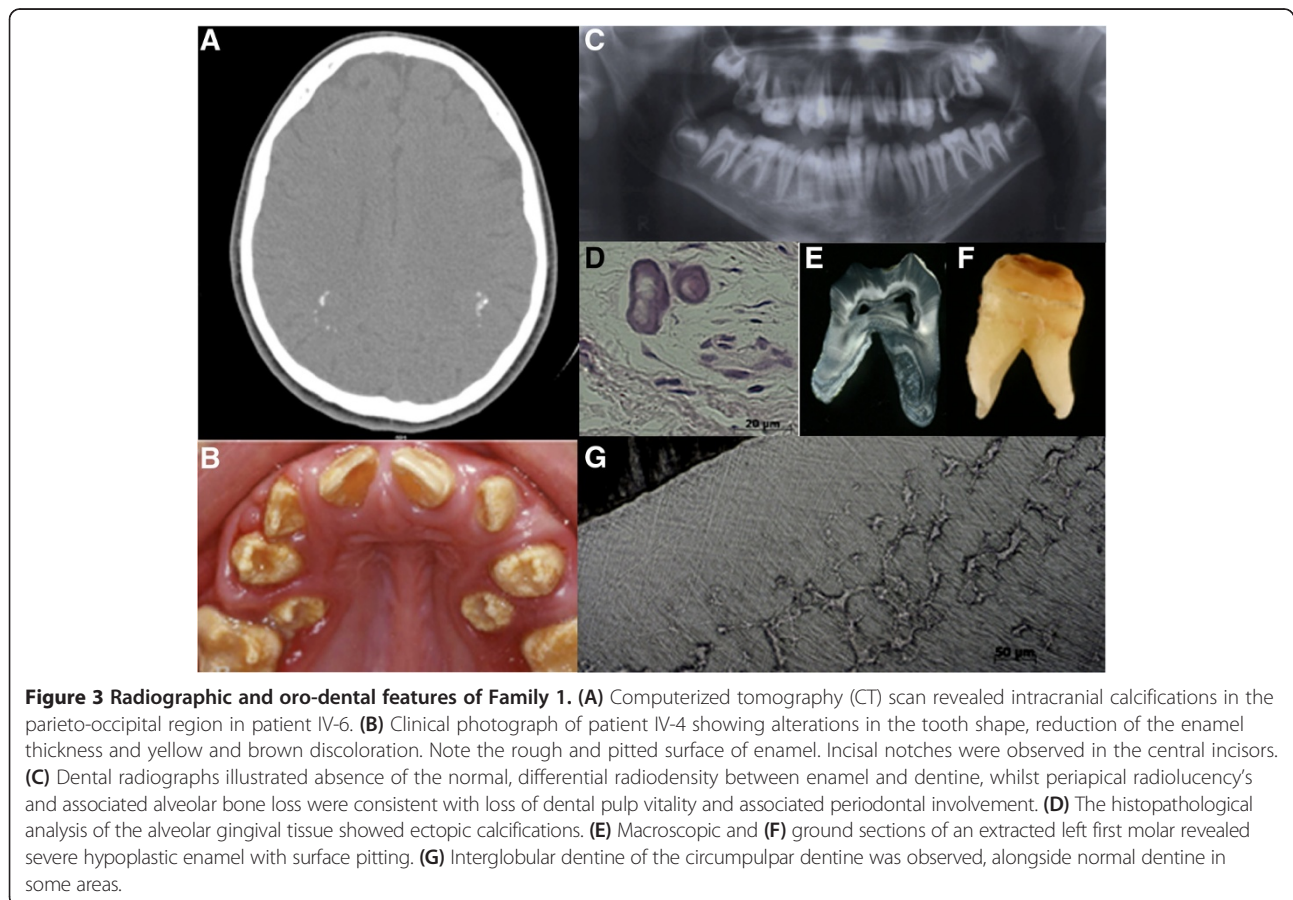 A
C
R
L
D
20 µm
E
F
B
G
50 µm
Figure 3 Radiographic and oro-dental features of Family 1. (A) Computerized tomography (CT) scan revealed intracranial calcifications in the
parieto-occipital region in patient IV-6. (B) Clinical photograph of patient IV-4 showing alterations in the tooth shape, reduction of the enamel
thickness and yellow and brown discoloration. Note the rough and pitted surface of enamel. Incisal notches were observed in the central incisors.
(C) Dental radiographs illustrated absence of the normal, differential radiodensity between enamel and dentine, whilst periapical radiolucency's
and associated alveolar bone loss were consistent with loss of dental pulp vitality and associated periodontal involvement. (D) The histopathological
analysis of the alveolar gingival tissue showed ectopic calcifications. (E) Macroscopic and (F) ground sections of an extracted left first molar revealed
severe hypoplastic enamel with surface pitting. (G) Interglobular dentine of the circumpulpar dentine was observed, alongside normal dentine in
some areas.